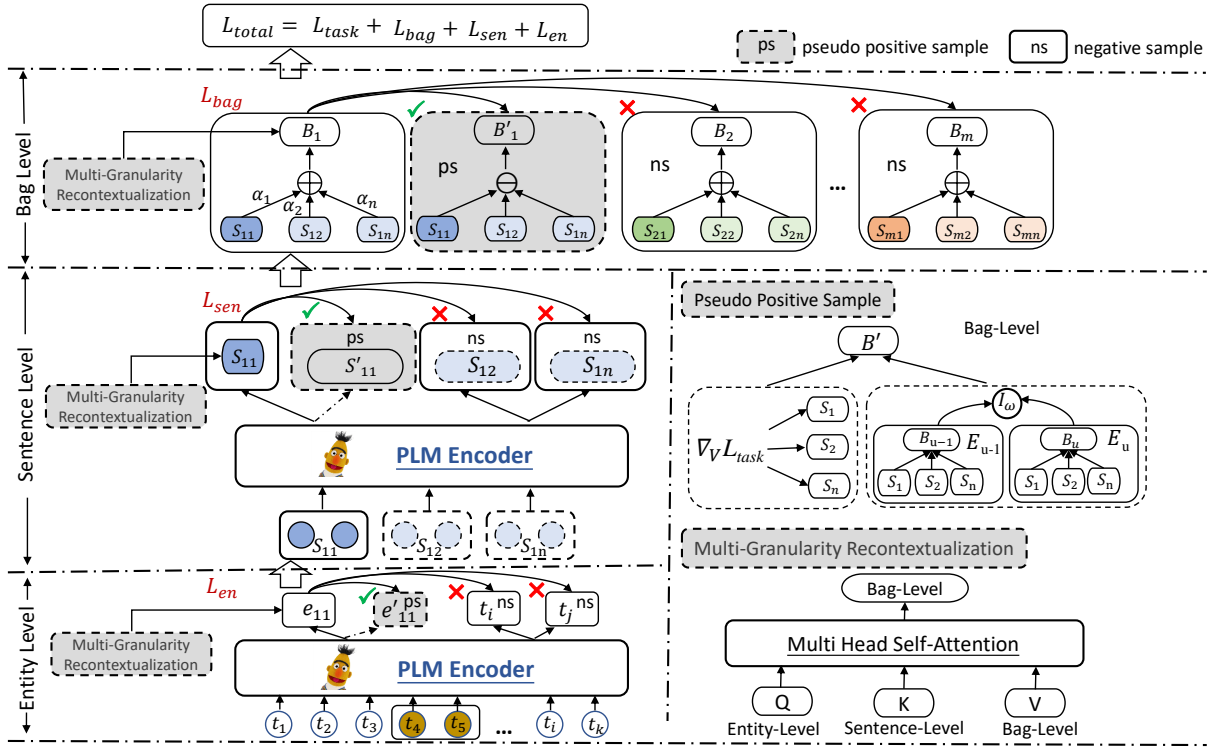 L_total = L_task + L_bag + L_sen + L_en
ps pseudo positive sample
ns negative sample
Bag Level
L_bag
B_1
B'_1
B_2
B_m
Multi-Granularity
Recontextualization
ps
ns
ns
α_1
α_2
α_n
...
S_11
S_12
S_1n
S_11
S_12
S_1n
S_21
S_22
S_2n
S_m1
S_m2
S_mn
Sentence Level
L_sen
S_11
ps
S'_11
ns
S_12
ns
S_1n
Multi-Granularity
Recontextualization
PLM Encoder
S_11
S_12
S_1n
Entity Level
L_en
e_11
e'_11 ps
t_i ns
t_j ns
Multi-Granularity
Recontextualization
PLM Encoder
t_1
t_2
t_3
t_4
t_5
...
t_i
t_k
Pseudo Positive Sample
Bag-Level
B'
∇_V L_task
S_1
S_2
S_n
I_ω
B_u−1
E_u-1
S_1
S_2
S_n
B_u
E_u
S_1
S_2
S_n
Multi-Granularity Recontextualization
Bag-Level
Multi Head Self-Attention
Q
K
V
Entity-Level
Sentence-Level
Bag-Level